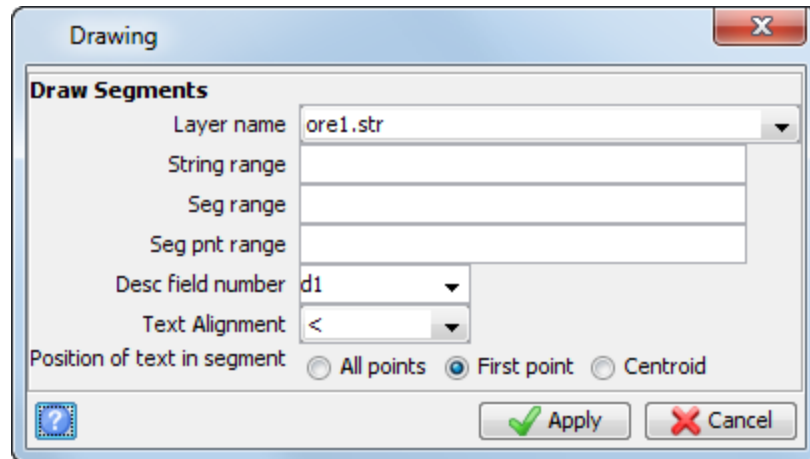 Drawing
Draw Segments
Layer name ore1.str
String range
Seg range
Seg pnt range
Desc field number d1
Text Alignment <
Position of text in segment All points First point Centroid
? Apply Cancel